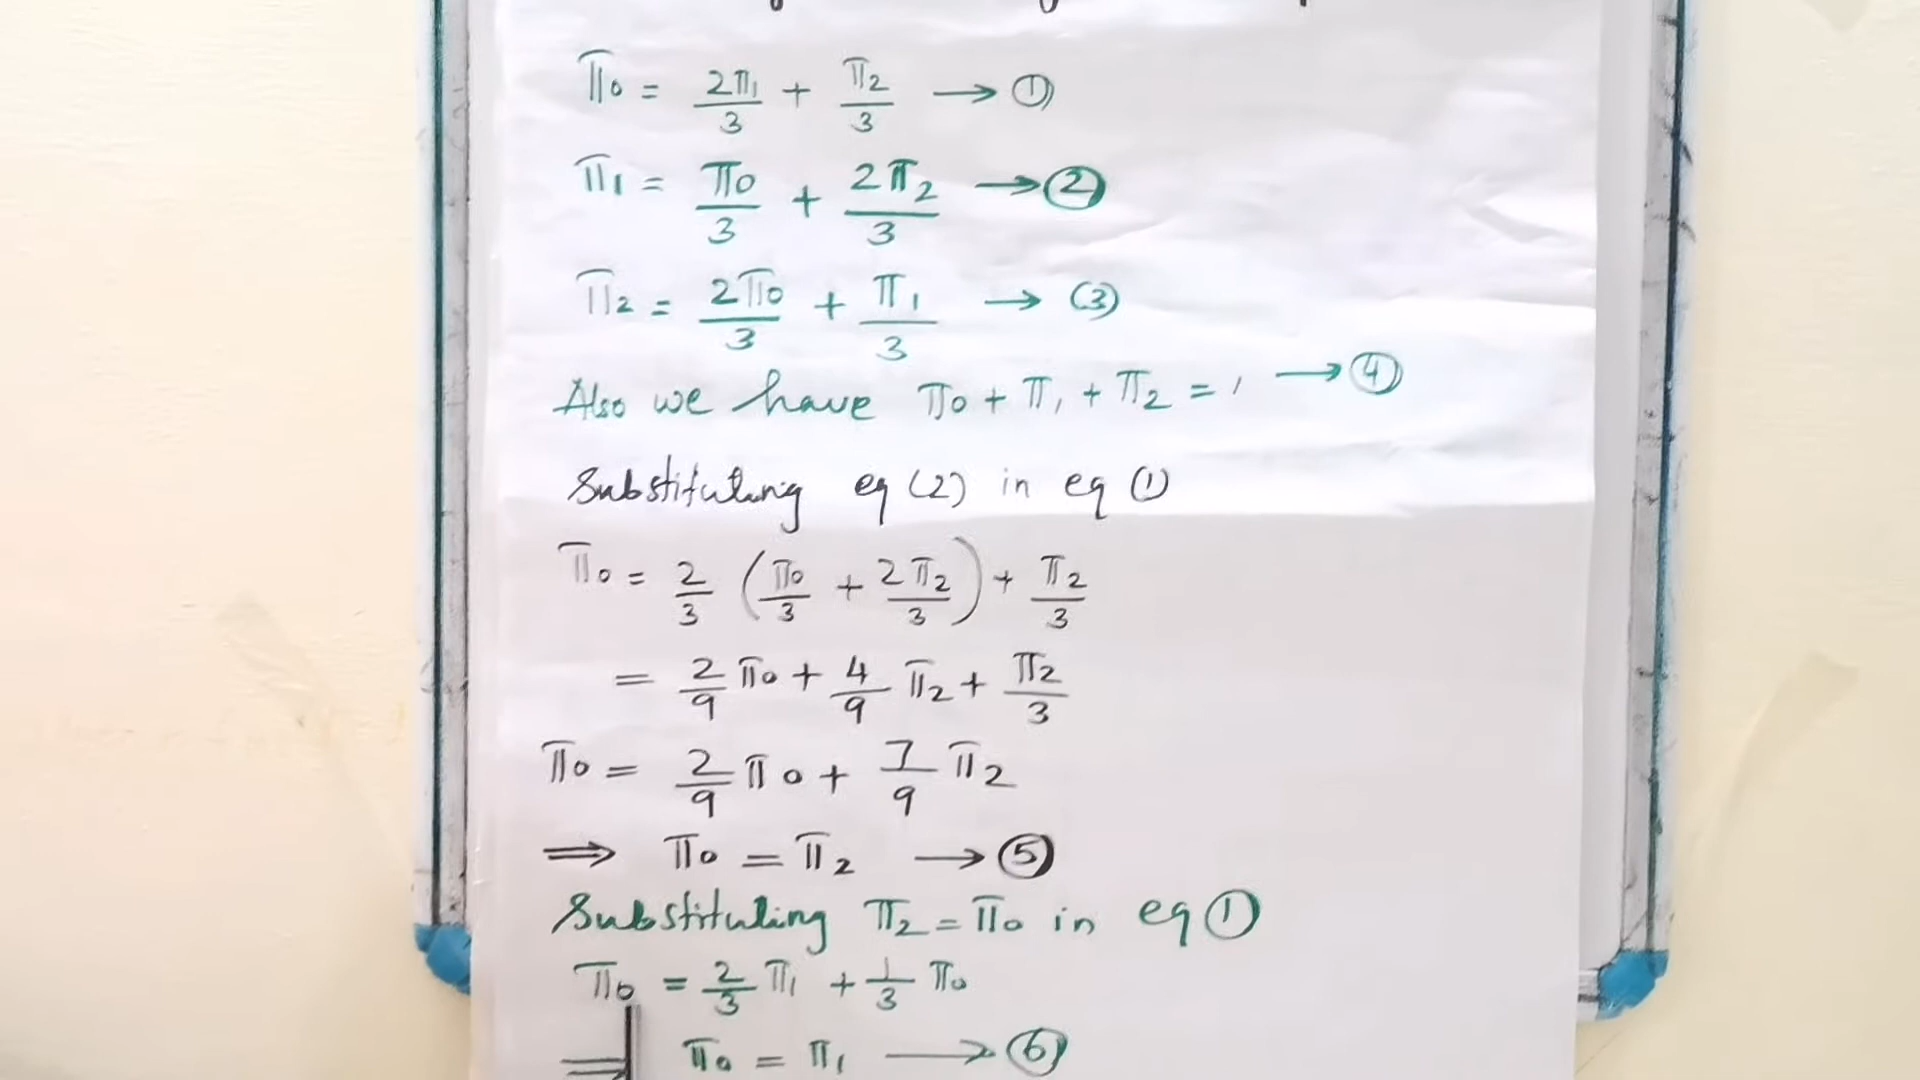 π0 = 2π1/3 + π2/3 → ①
π1 = π0/3 + 2π2/3 → ②
π2 = 2π0/3 + π1/3 → (3)
Also we have π0 + π1 + π2 = 1 → ④
Substituting eq (2) in eq (1)
π0 = 2/3 (π0/3 + 2π2/3) + π2/3
= 2/9 π0 + 4/9 π2 + π2/3
π0 = 2/9 π0 + 7/9 π2
⇒ π0 = π2 → ⑤
Substituting π2 = π0 in eq ①
π0 = 2/3 π1 + 1/3 π0
⇒ π0 = π1 → ⑥